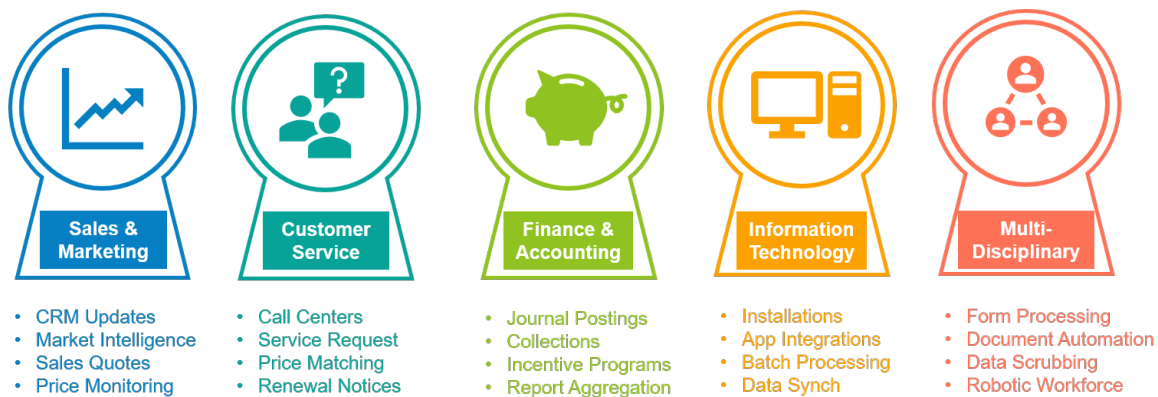 ?
Sales &
Marketing
Customer
Service
Finance &
Accounting
Information
Technology
Multi-
Disciplinary
• CRM Updates
• Market Intelligence
• Sales Quotes
• Price Monitoring
• Call Centers
• Service Request
• Price Matching
• Renewal Notices
• Journal Postings
• Collections
• Incentive Programs
• Report Aggregation
• Installations
• App Integrations
• Batch Processing
• Data Synch
• Form Processing
• Document Automation
• Data Scrubbing
• Robotic Workforce